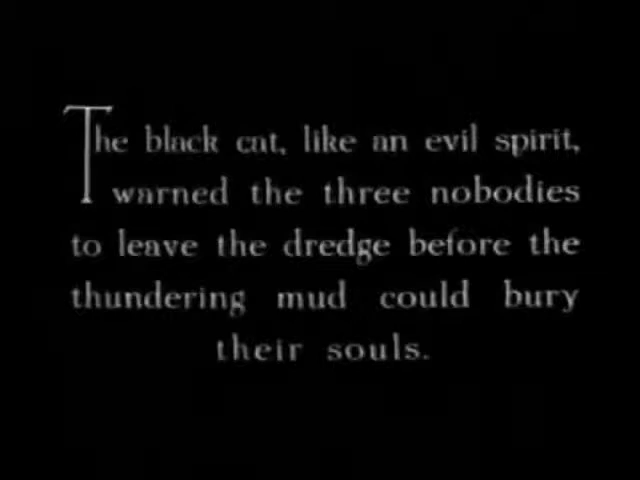 The black cat, like an evil spirit,
warned the three nobodies
to leave the dredge before the
thundering mud could bury
their souls.